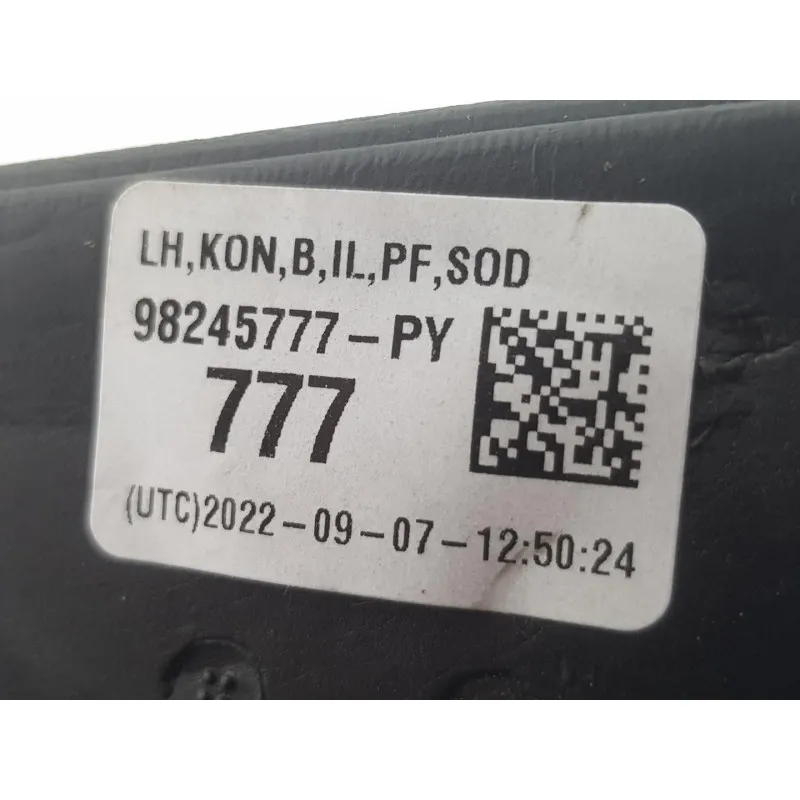 LH,KON,B,IL,PF,SOD
98245777-PY
777
(UTC)2022-09-07-12:50:24